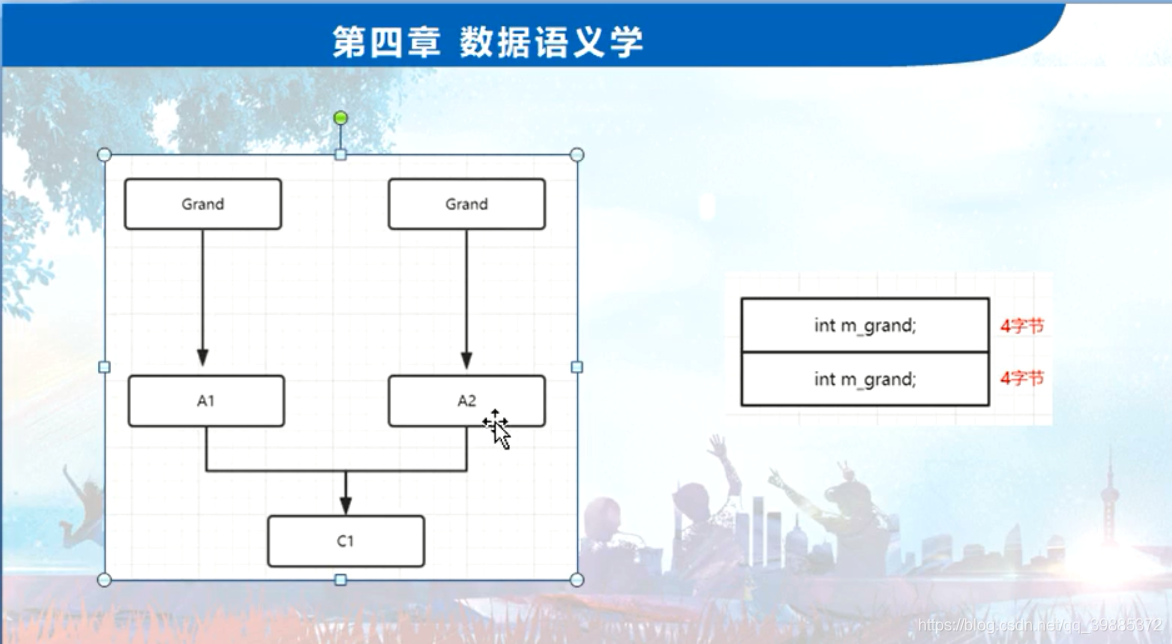 第四章 数据语义学
Grand
Grand
A1
A2
C1
int m_grand;
4字节
int m_grand;
4字节
https://blog.csdn.net/qq_39885372